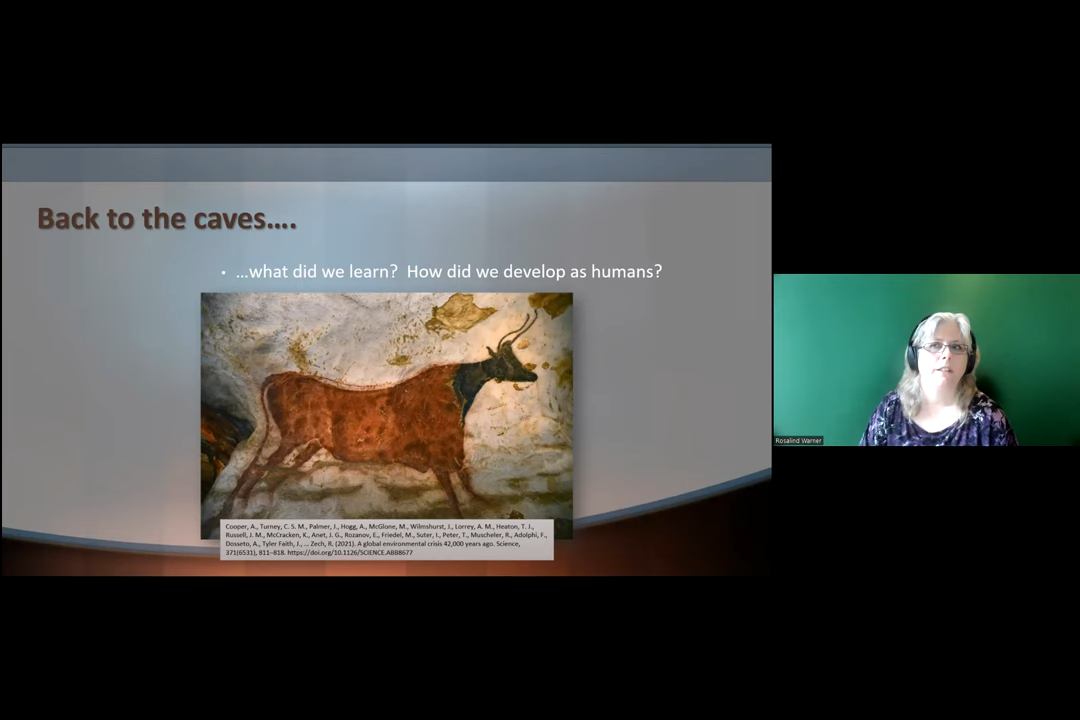 Back to the caves….
• …what did we learn?  How did we develop as humans?
Cooper, A., Turney, C. S. M., Palmer, J., Hogg, A., McGlone, M., Wilmshurst, J., Lorrey, A. M., Heaton, T. J.,
Russell, J. M., McCracken, K., Anet, J. G., Rozanov, E., Friedel, M., Suter, I., Peter, T., Muscheler, R., Adolphi, F.,
Dosseto, A., Tyler Faith, J., … Zech, R. (2021). A global environmental crisis 42,000 years ago. Science,
371(6531), 811–818. https://doi.org/10.1126/SCIENCE.ABB8677
Rosalind Warner